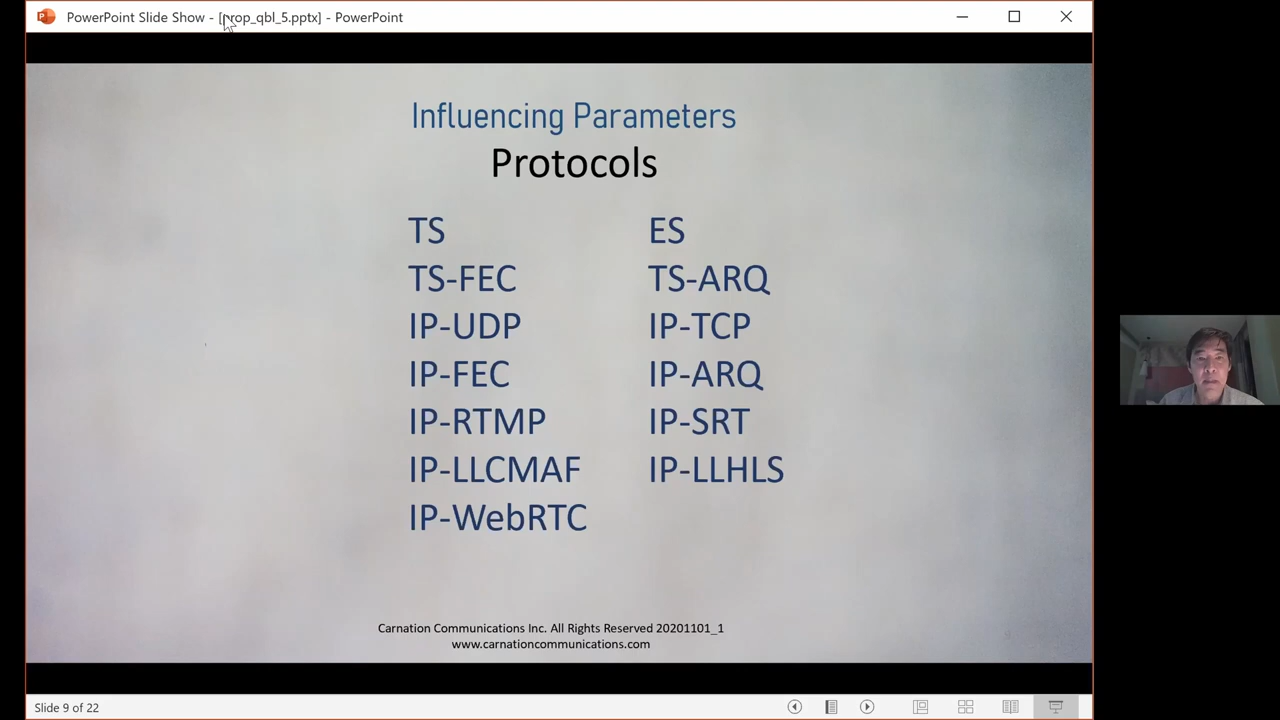 PowerPoint Slide Show - [prop_qbl_5.pptx] - PowerPoint
Influencing Parameters
Protocols
TS
ES
TS-FEC
TS-ARQ
IP-UDP
IP-TCP
IP-FEC
IP-ARQ
IP-RTMP
IP-SRT
IP-LLCMAF
IP-LLHLS
IP-WebRTC
Carnation Communications Inc. All Rights Reserved 20201101_1
www.carnationcommunications.com
Slide 9 of 22